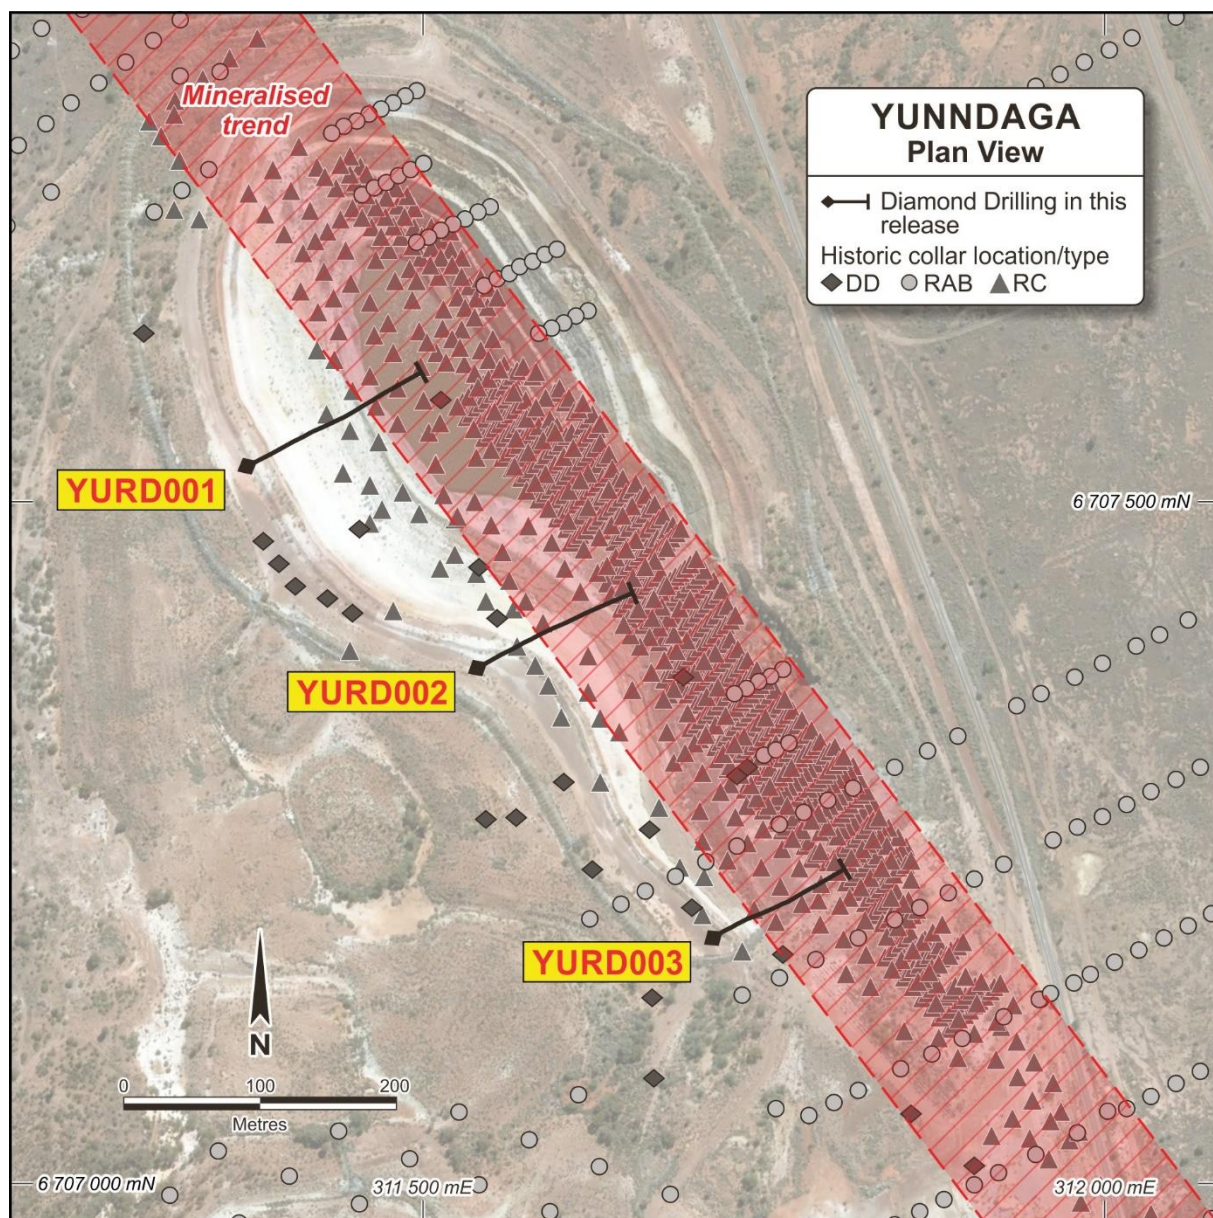 Mineralised
trend
YUNNDAGA
Plan View
Diamond Drilling in this
release
Historic collar location/type
DD RAB RC
YURD001
6 707 500 mN
YURD002
YURD003
N
0 100 200
Metres
6 707 000 mN
311 500 mE
312 000 mE